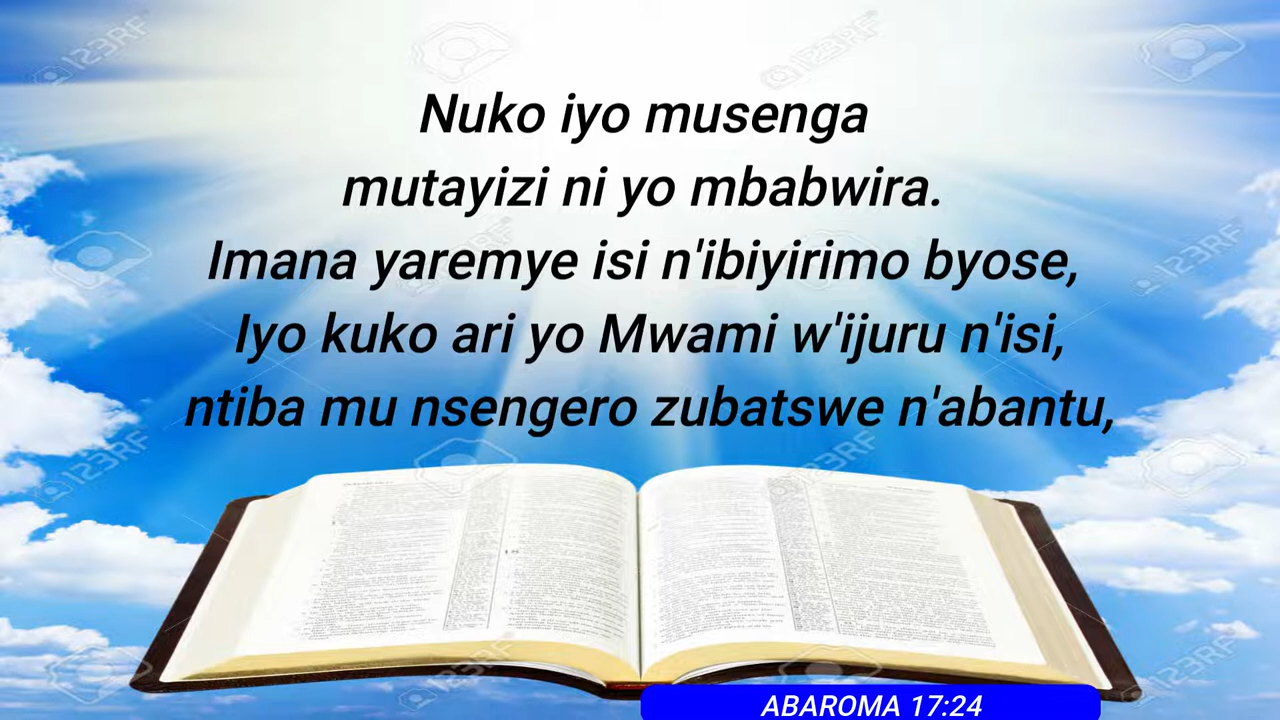 Nuko iyo musenga
mutayizi ni yo mbabwira.
Imana yaremye isi n'ibiyirimo byose,
Iyo kuko ari yo Mwami w'ijuru n'isi,
ntiba mu nsengero zubatswe n'abantu,
ABAROMA 17:24